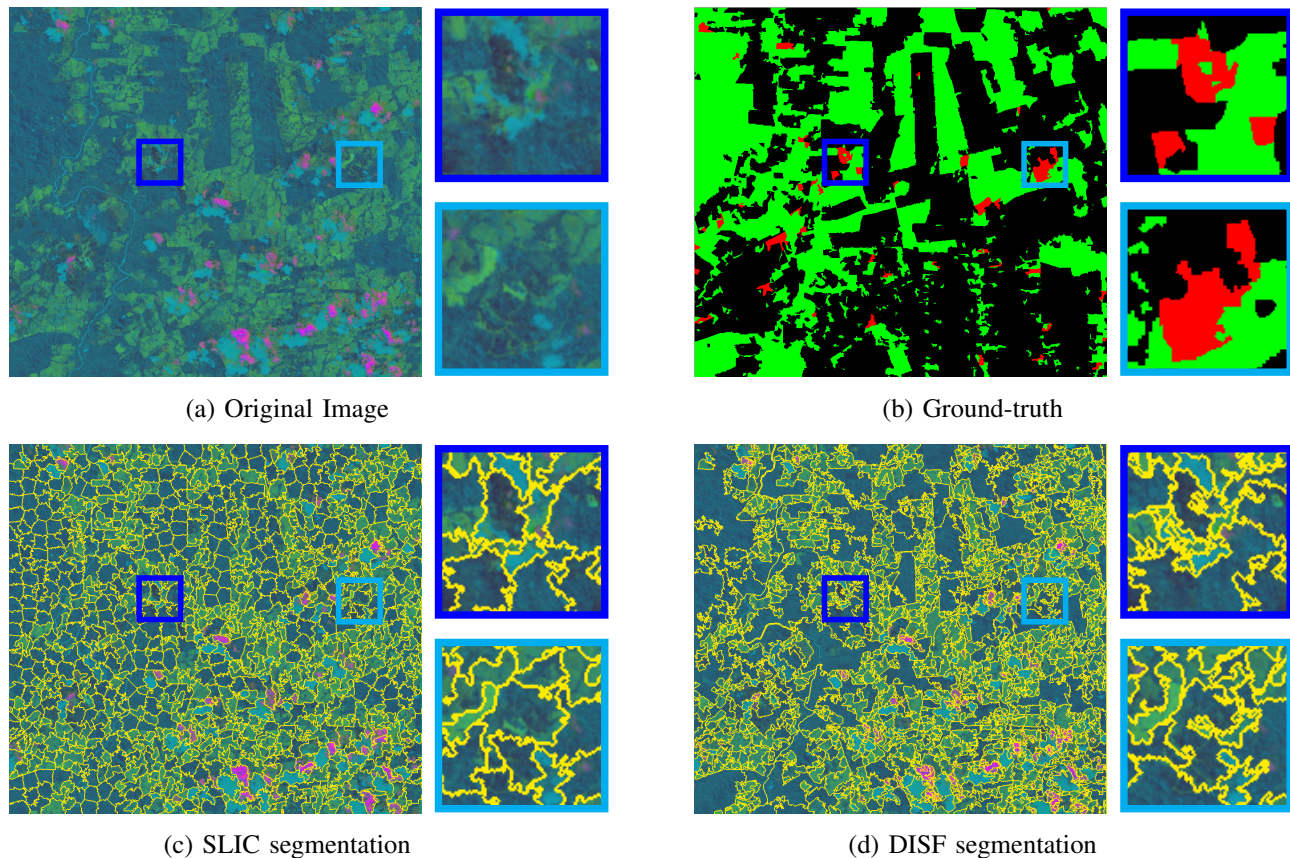 (a) Original Image
(b) Ground-truth
(c) SLIC segmentation
(d) DISF segmentation